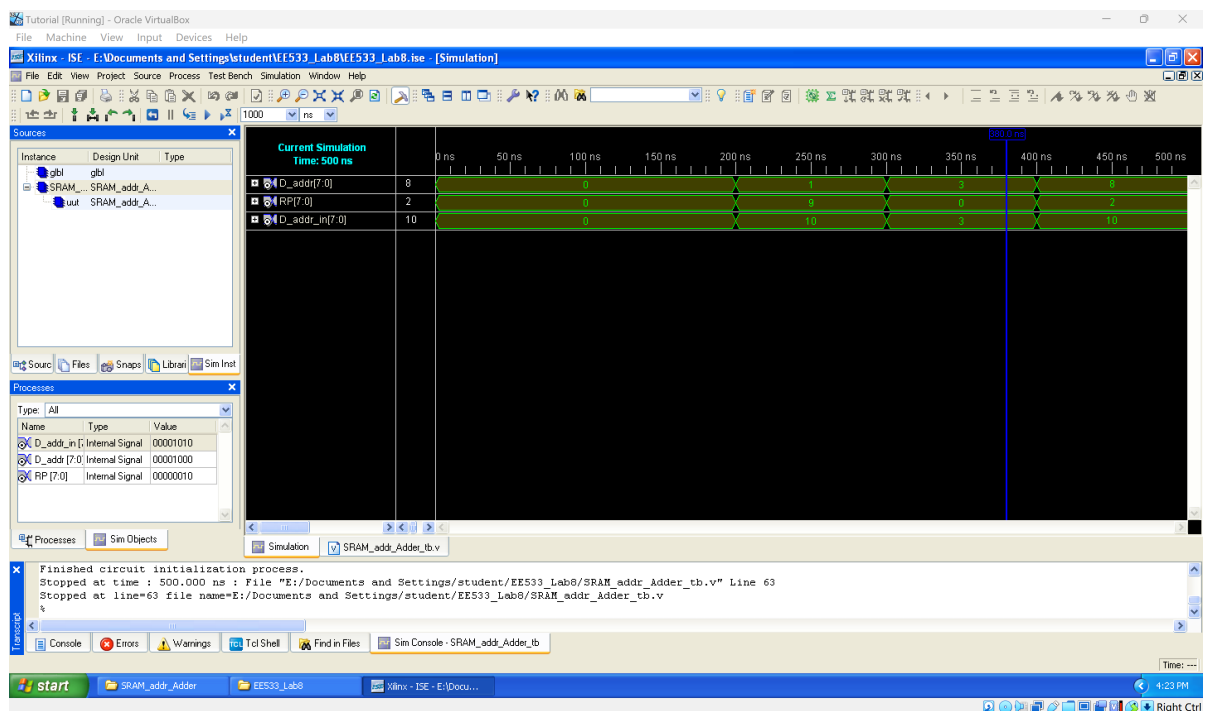 Tutorial [Running] - Oracle VirtualBox
File Machine View Input Devices Help
Xilinx - ISE - E:\Documents and Settings\student\EE533_Lab8\EE533_Lab8.ise - [Simulation]
File Edit View Project Source Process Test Bench Simulation Window Help
1000 ns
Sources
Instance Design Unit Type
glbl glbl
SRAM_... SRAM_addr_A...
uut SRAM_addr_A...
Sourc Files Snaps Librari Sim Inst
Processes
Type: All
Name Type Value
D_addr_in [7 Internal Signal 00001010
D_addr [7:0] Internal Signal 00001000
RP [7:0] Internal Signal 00000010
Processes Sim Objects
Current Simulation
Time: 500 ns
0 ns 50 ns 100 ns 150 ns 200 ns 250 ns 300 ns 350 ns 400 ns 450 ns 500 ns
D_addr[7:0] 8 0 1 3 8
RP[7:0] 2 0 9 0 2
D_addr_in[7:0] 10 0 10 3 10
Simulation SRAM_addr_Adder_tb.v
Finished circuit initialization process.
Stopped at time : 500.000 ns : File "E:/Documents and Settings/student/EE533_Lab8/SRAM_addr_Adder_tb.v" Line 63
Stopped at line=63 file name=E:/Documents and Settings/student/EE533_Lab8/SRAM_addr_Adder_tb.v
%
Transcript
Console Errors Warnings Tcl Shell Find in Files Sim Console - SRAM_addr_Adder_tb
Time: ---
start SRAM_addr_Adder EE533_Lab8 Xilinx - ISE - E:\Docu... 4:23 PM
Right Ctrl